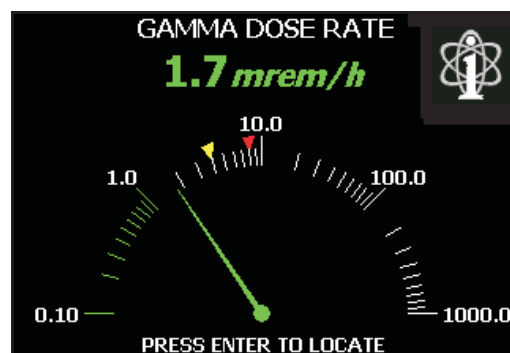 GAMMA DOSE RATE
1.7 mrem/h
10.0
1.0
100.0
0.10
1000.0
PRESS ENTER TO LOCATE